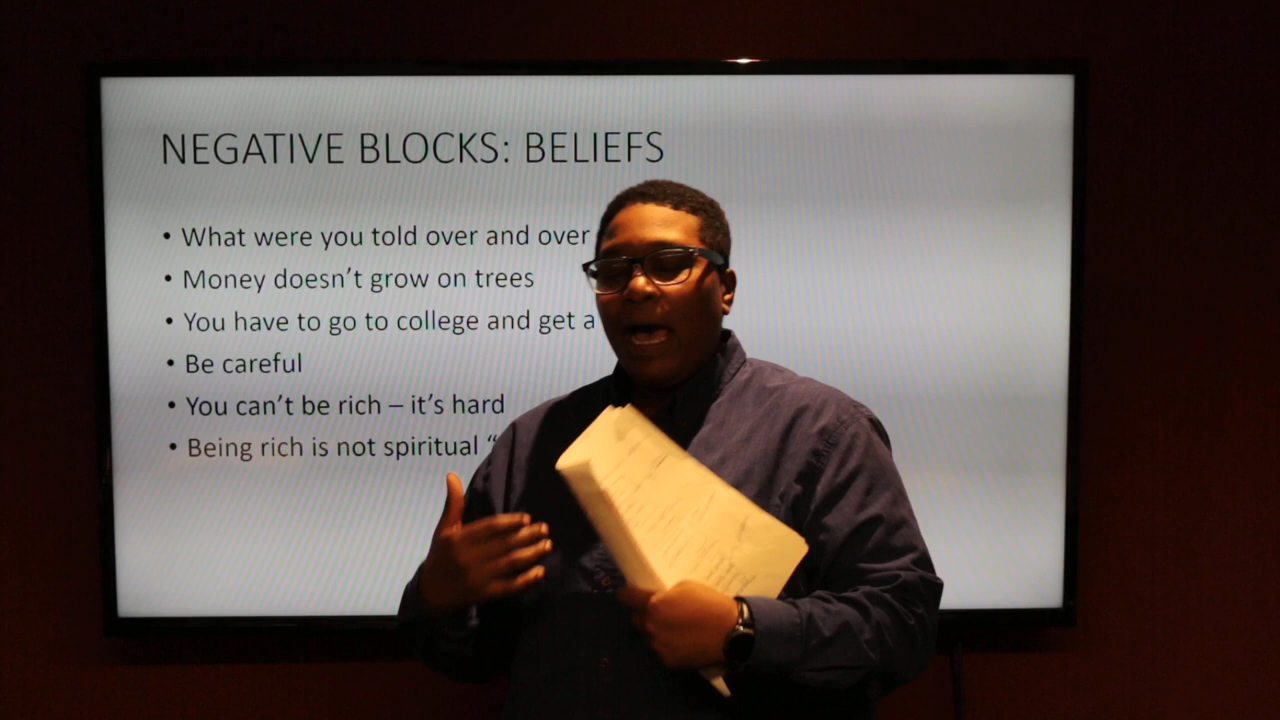 NEGATIVE BLOCKS: BELIEFS
• What were you told over and over
• Money doesn't grow on trees
• You have to go to college and get a
• Be careful
• You can't be rich – it's hard
• Being rich is not spiritual "